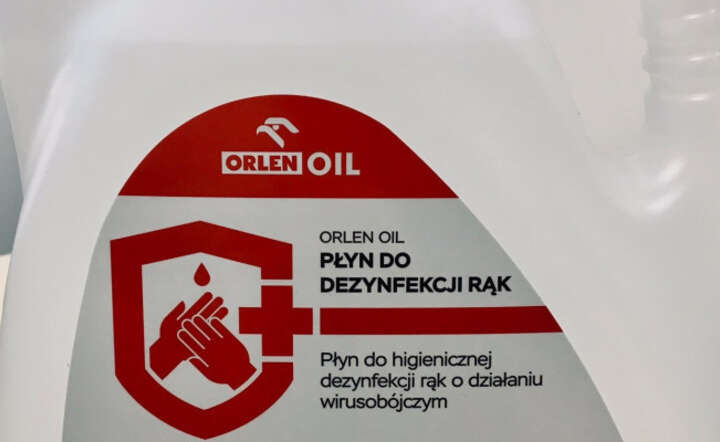 ORLEN OIL
ORLEN OIL
PŁYN DO
DEZYNFEKCJI RĄK
Płyn do higienicznej
dezynfekcji rąk o działaniu
wirusobójczym